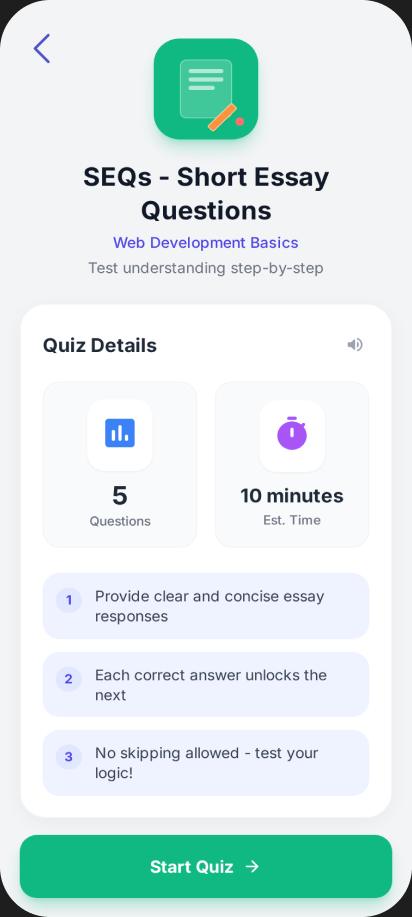 SEQs - Short Essay
Questions
Web Development Basics
Test understanding step-by-step
Quiz Details
5
Questions
10 minutes
Est. Time
1
Provide clear and concise essay
responses
2
Each correct answer unlocks the
next
3
No skipping allowed - test your
logic!
Start Quiz →